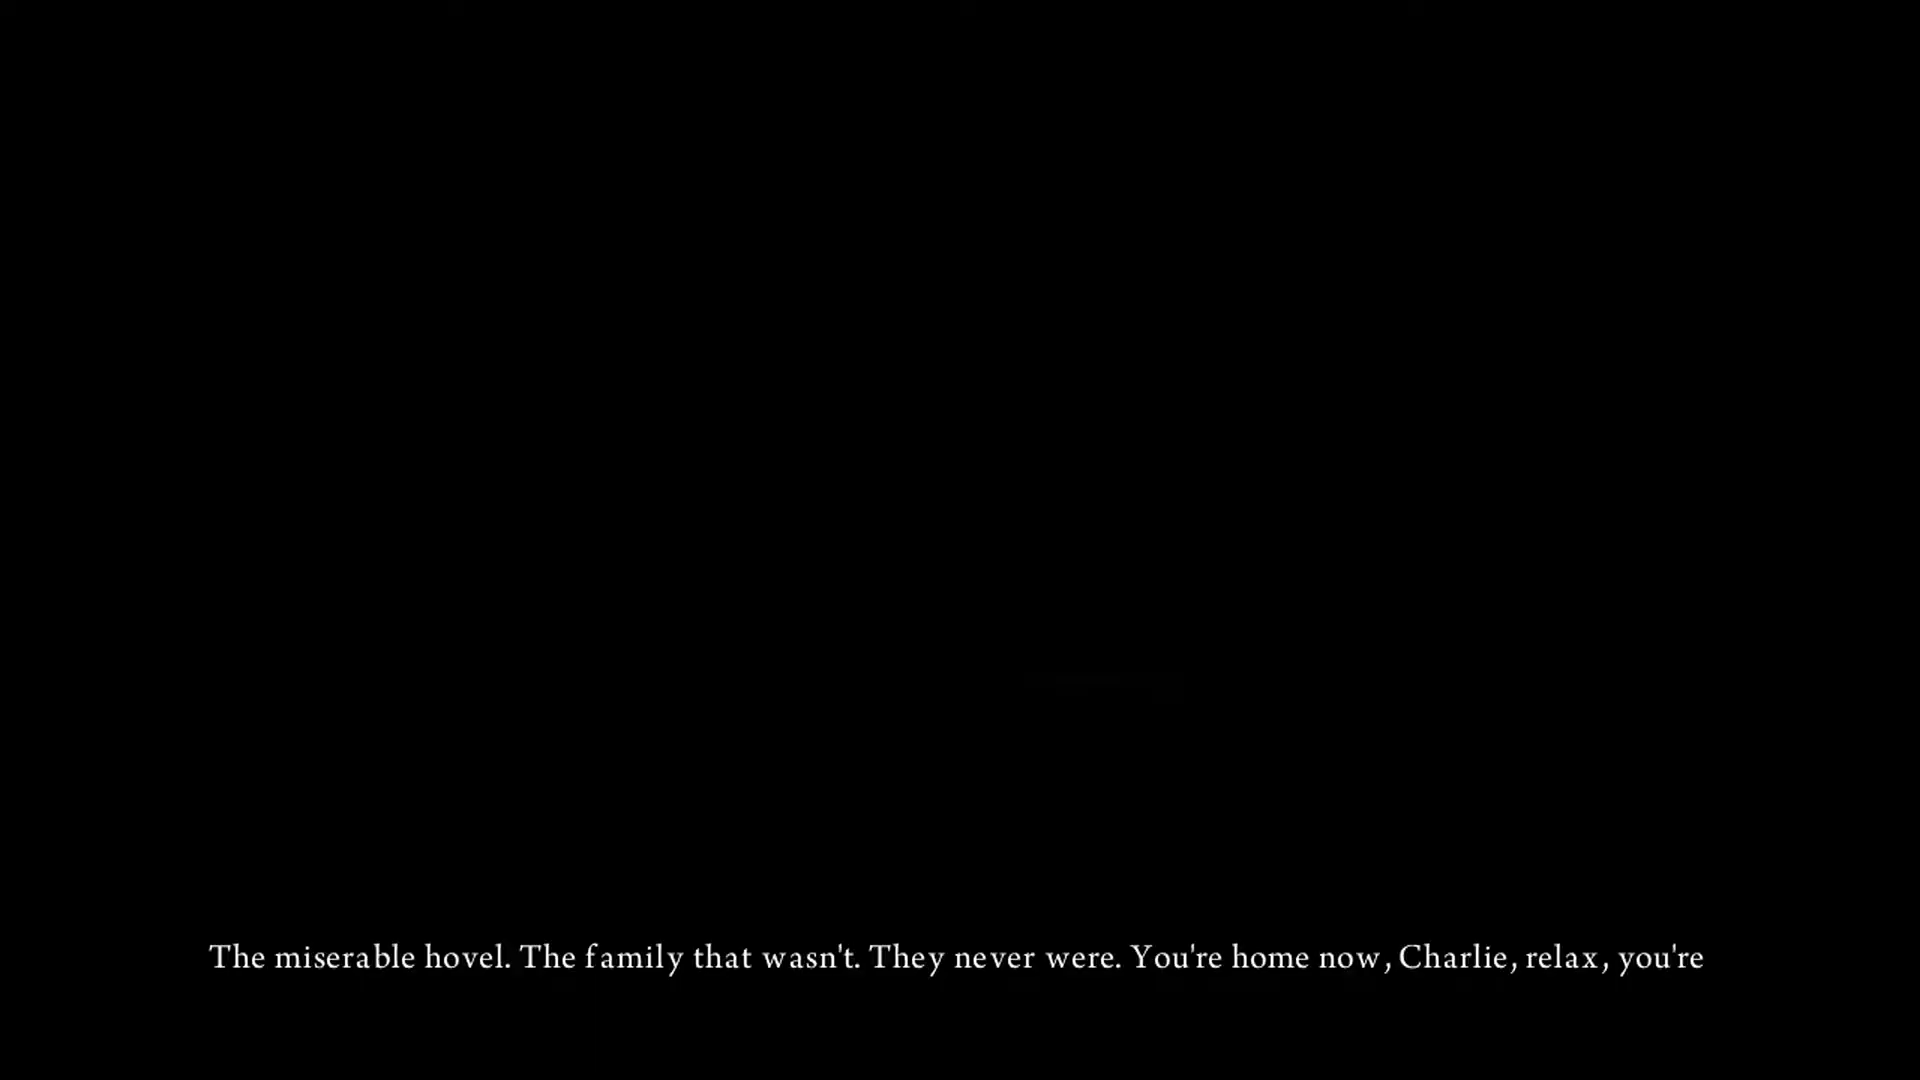 The miserable hovel. The family that wasn't. They never were. You're home now, Charlie, relax, you're